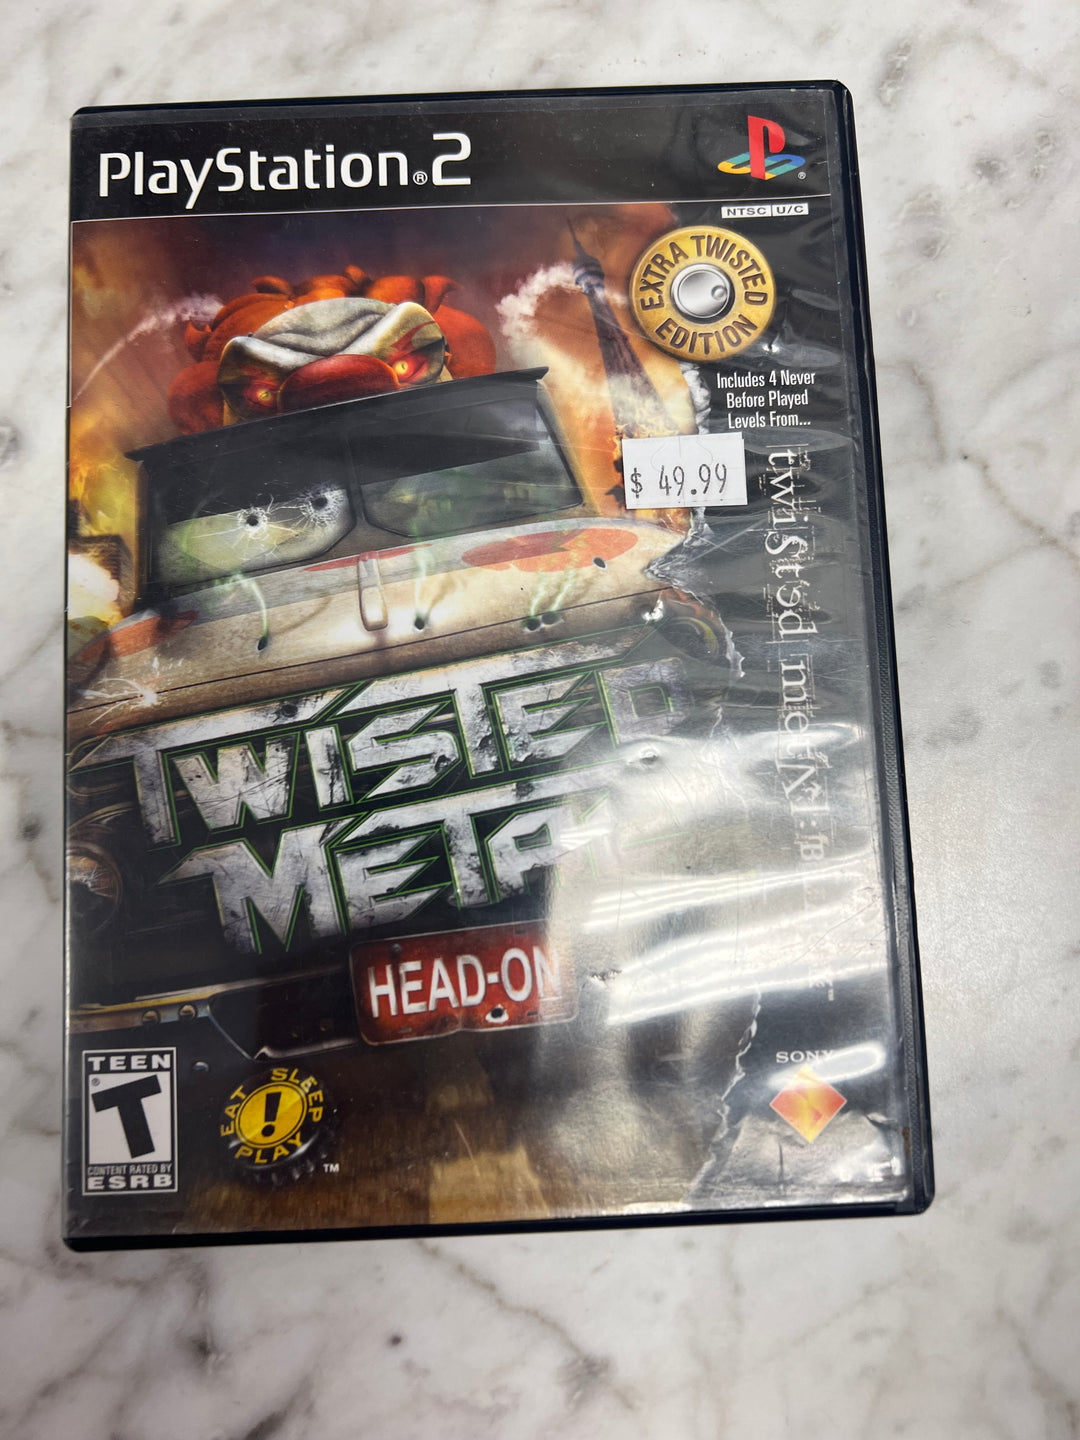 PlayStation®2
NTSC U/C
EXTRA TWISTED
EDITION
Includes 4 Never
Before Played
Levels From...
$ 49.99
twisted metal:
TWISTED
METAL
HEAD-ON
TEEN
T
®
CONTENT RATED BY
ESRB
EAT SLEEP
PLAY
TM
SONY